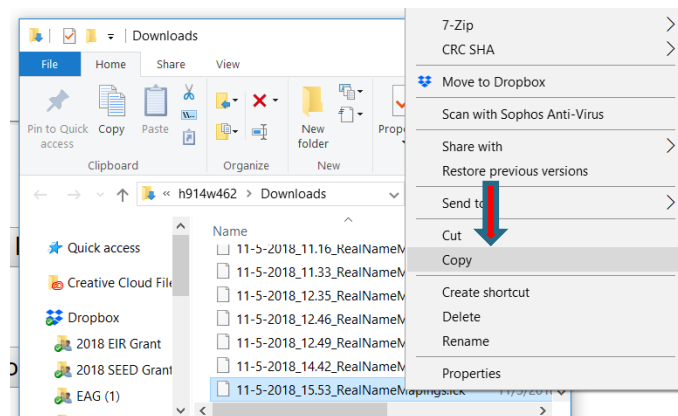 Downloads
File Home Share View
Pin to Quick access
Copy
Paste
New folder
Clipboard
Organize
New
« h914w462 > Downloads
Quick access
Creative Cloud File
Dropbox
2018 EIR Grant
2018 SEED Grant
EAG (1)
Name
11-5-2018_11.16_RealNameM
11-5-2018_11.33_RealNameM
11-5-2018_12.35_RealNameM
11-5-2018_12.46_RealNameM
11-5-2018_12.49_RealNameM
11-5-2018_14.42_RealNameM
11-5-2018_15.53_RealNameMapings.lck
7-Zip
CRC SHA
Move to Dropbox
Scan with Sophos Anti-Virus
Share with
Restore previous versions
Send to
Cut
Copy
Create shortcut
Delete
Rename
Properties